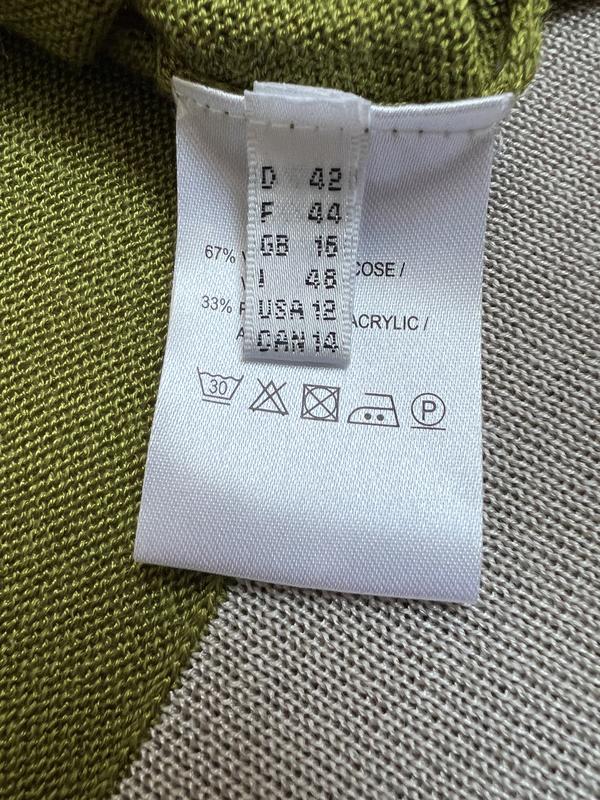 D 42
F 44
GB 16
I 48
USA 12
CAN 14
67% V COSE /
V
33% P ACRYLIC /
A
30
P